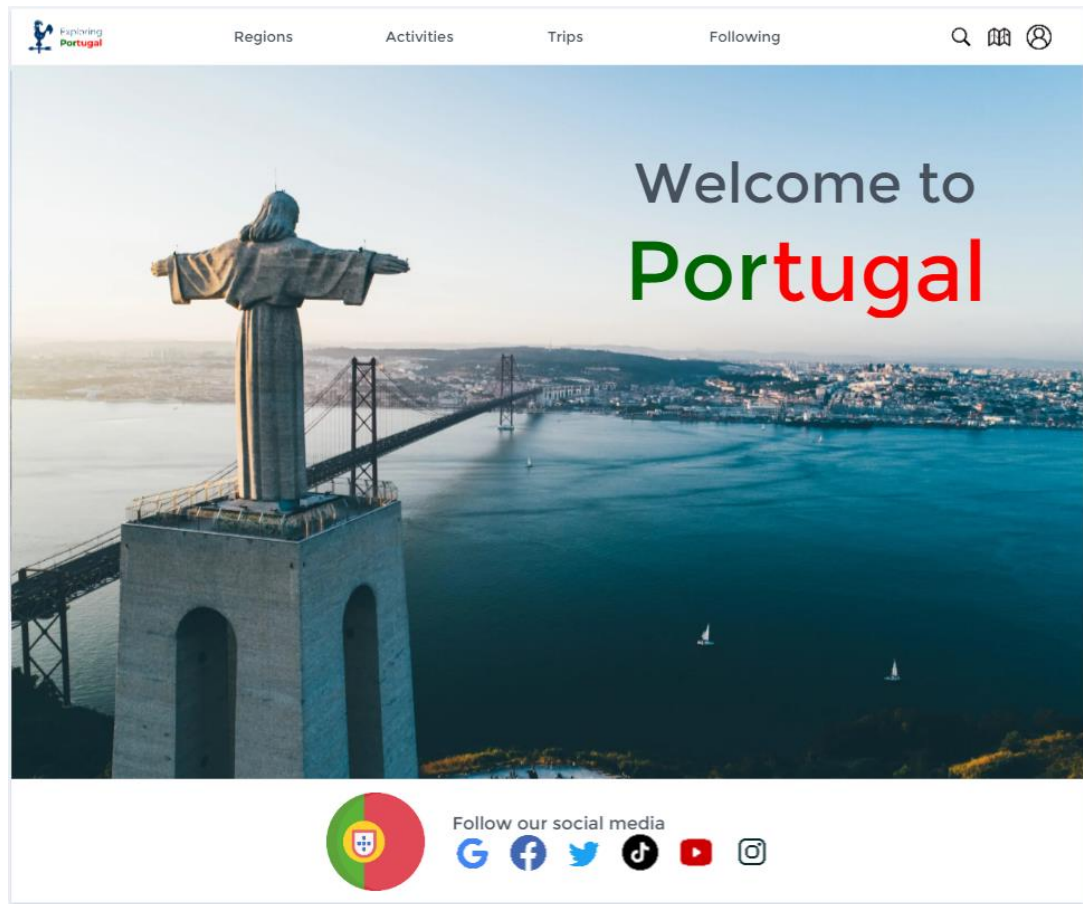 Exploring
Portugal
Regions
Activities
Trips
Following
Welcome to
Portugal
Follow our social media